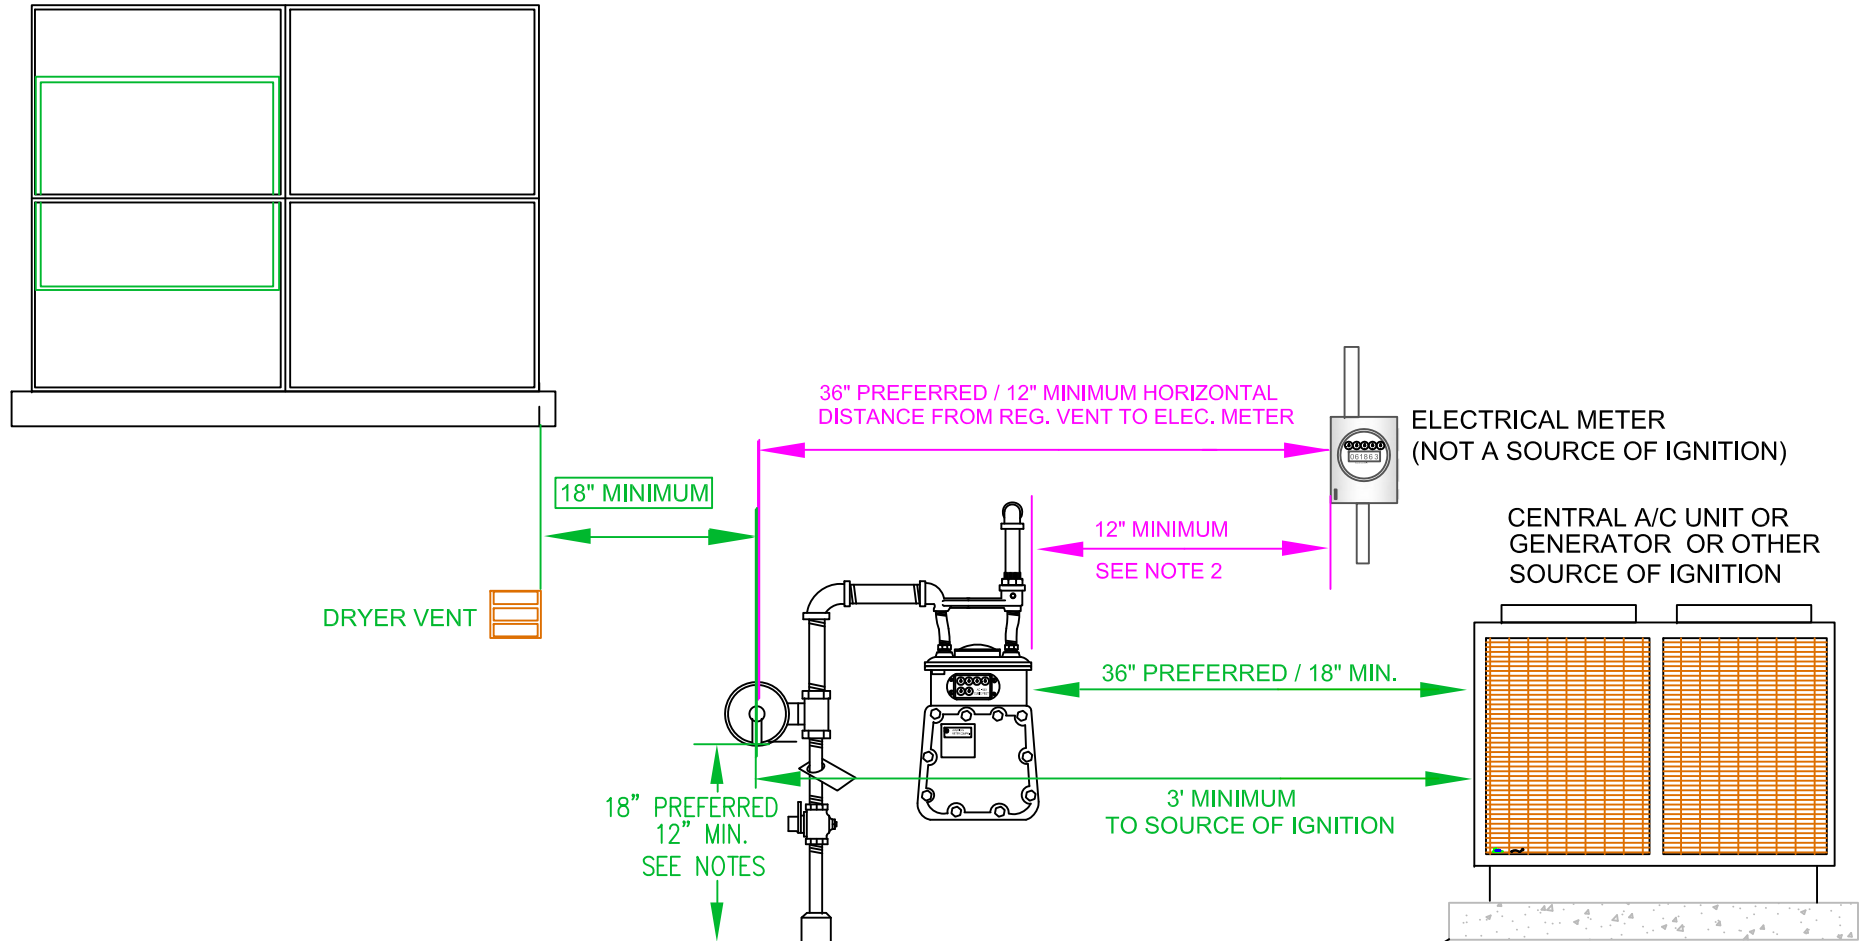 36" PREFERRED / 12" MINIMUM HORIZONTAL
DISTANCE FROM REG. VENT TO ELEC. METER
ELECTRICAL METER
(NOT A SOURCE OF IGNITION)
061863
18" MINIMUM
12" MINIMUM
SEE NOTE 2
CENTRAL A/C UNIT OR
GENERATOR OR OTHER
SOURCE OF IGNITION
DRYER VENT
36" PREFERRED / 18" MIN.
3' MINIMUM
TO SOURCE OF IGNITION
18” PREFERRED
12” MIN.
SEE NOTES